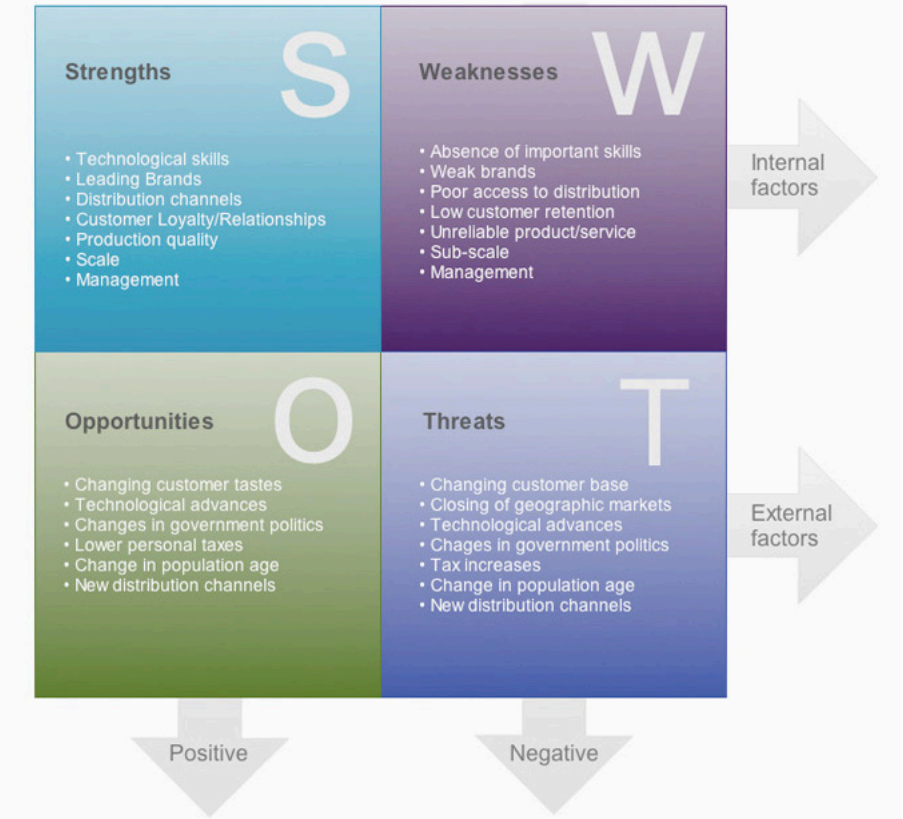 S
Strengths
• Technological skills
• Leading Brands
• Distribution channels
• Customer Loyalty/Relationships
• Production quality
• Scale
• Management
W
Weaknesses
• Absence of important skills
• Weak brands
• Poor access to distribution
• Low customer retention
• Unreliable product/service
• Sub-scale
• Management
Internal
factors
O
Opportunities
• Changing customer tastes
• Technological advances
• Changes in government politics
• Lower personal taxes
• Change in population age
• New distribution channels
T
Threats
• Changing customer base
• Closing of geographic markets
• Technological advances
• Chages in government politics
• Tax increases
• Change in population age
• New distribution channels
External
factors
Positive
Negative